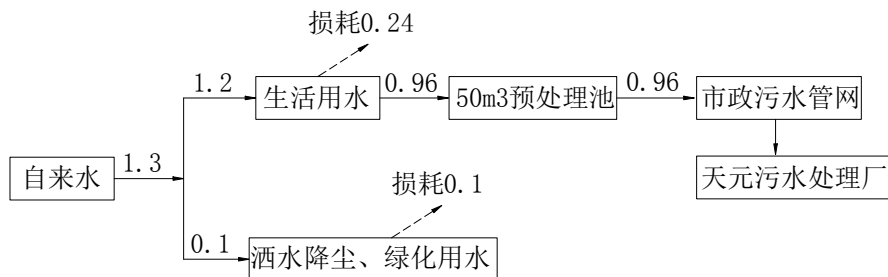 损耗0.24
1.2
生活用水
0.96
50m3预处理池
0.96
市政污水管网
自来水
1.3
天元污水处理厂
损耗0.1
0.1
洒水降尘、绿化用水